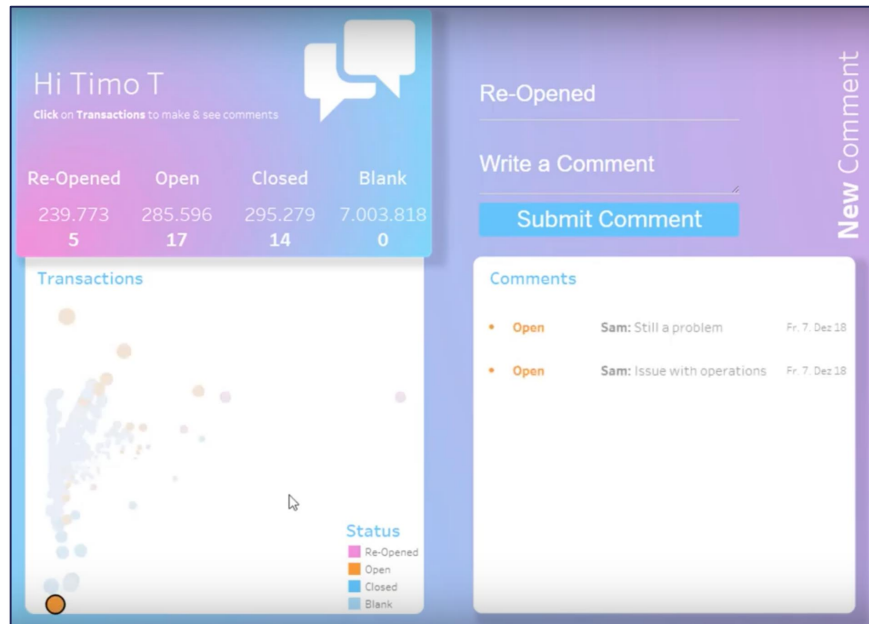 Hi Timo T
Click on Transactions to make & see comments
Re-Opened Open Closed Blank
239.773 285.596 295.279 7.003.818
5 17 14 0
Transactions
Status
Re-Opened
Open
Closed
Blank
Re-Opened
Write a Comment
Submit Comment
New Comment
Comments
• Open Sam: Still a problem Fr. 7. Dez 18
• Open Sam: Issue with operations Fr. 7. Dez 18